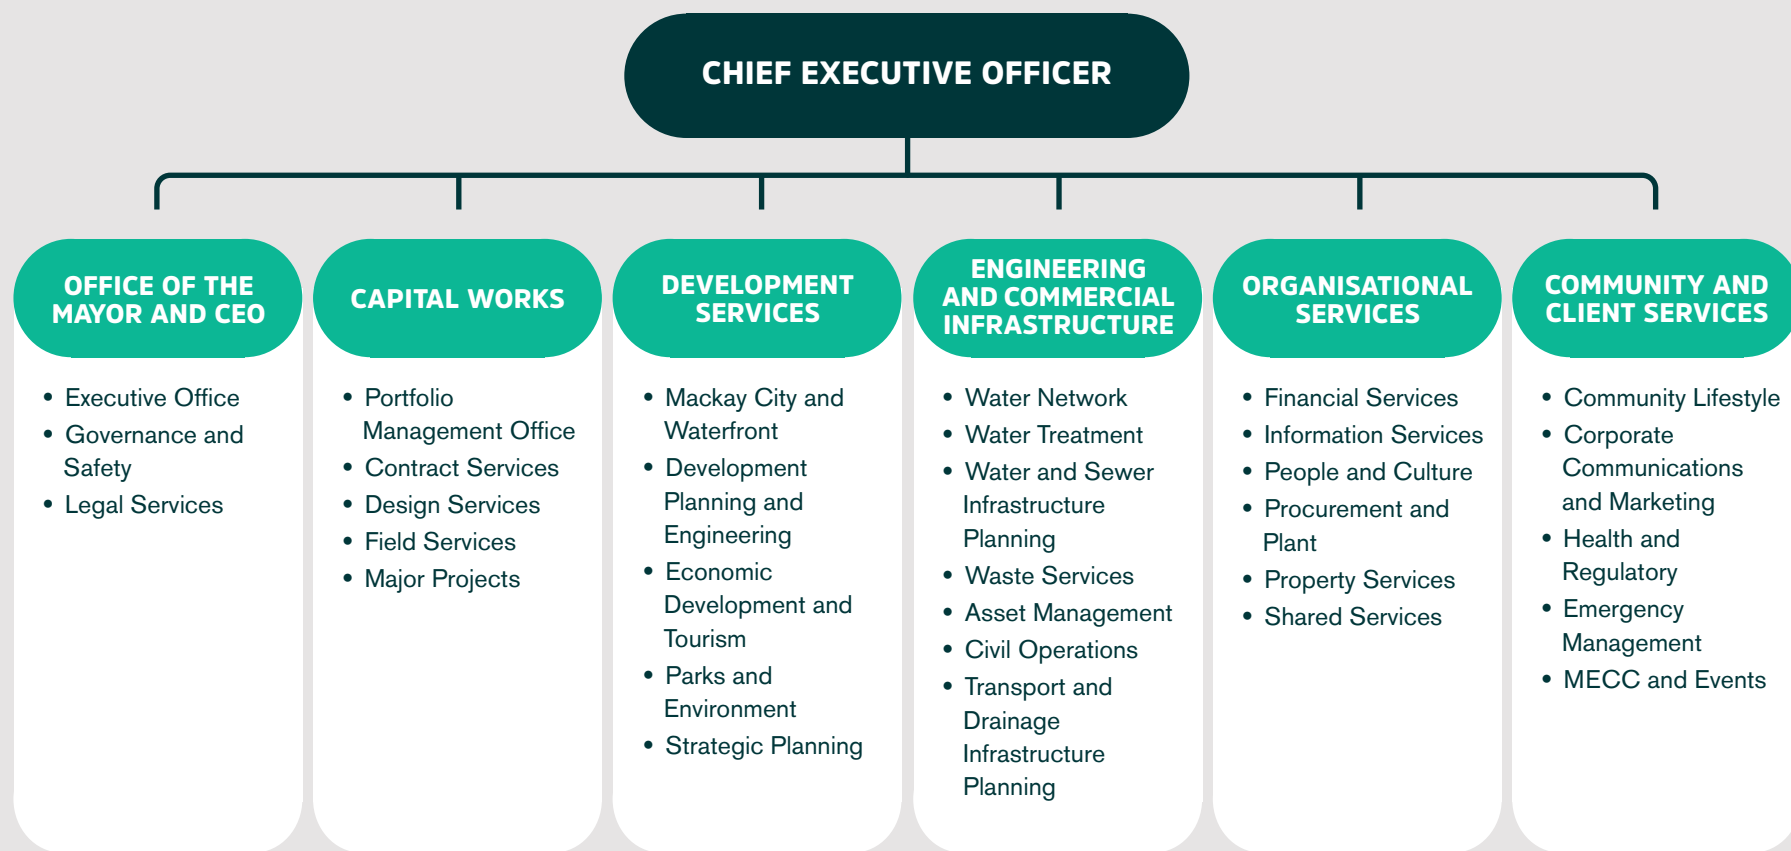 CHIEF EXECUTIVE OFFICER
OFFICE OF THE
MAYOR AND CEO
• Executive Office
• Governance and
Safety
• Legal Services
CAPITAL WORKS
• Portfolio
Management Office
• Contract Services
• Design Services
• Field Services
• Major Projects
DEVELOPMENT
SERVICES
• Mackay City and
Waterfront
• Development
Planning and
Engineering
• Economic
Development and
Tourism
• Parks and
Environment
• Strategic Planning
ENGINEERING
AND COMMERCIAL
INFRASTRUCTURE
• Water Network
• Water Treatment
• Water and Sewer
Infrastructure
Planning
• Waste Services
• Asset Management
• Civil Operations
• Transport and
Drainage
Infrastructure
Planning
ORGANISATIONAL
SERVICES
• Financial Services
• Information Services
• People and Culture
• Procurement and
Plant
• Property Services
• Shared Services
COMMUNITY AND
CLIENT SERVICES
• Community Lifestyle
• Corporate
Communications
and Marketing
• Health and
Regulatory
• Emergency
Management
• MECC and Events